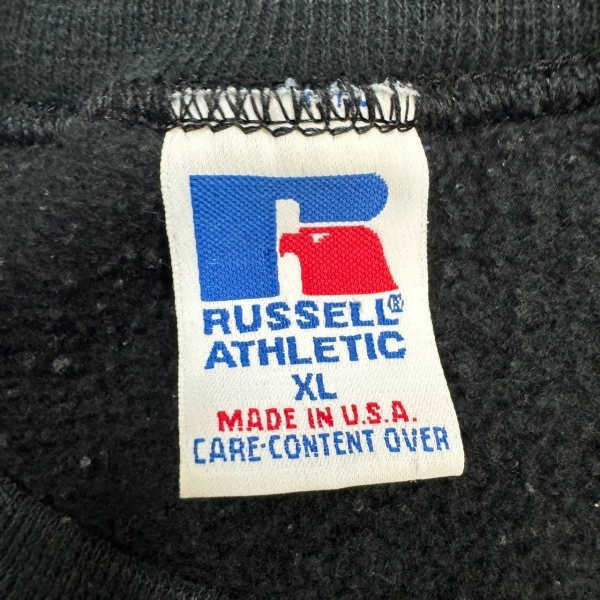 RUSSELL®
ATHLETIC
XL
MADE IN U.S.A.
CARE-CONTENT OVER